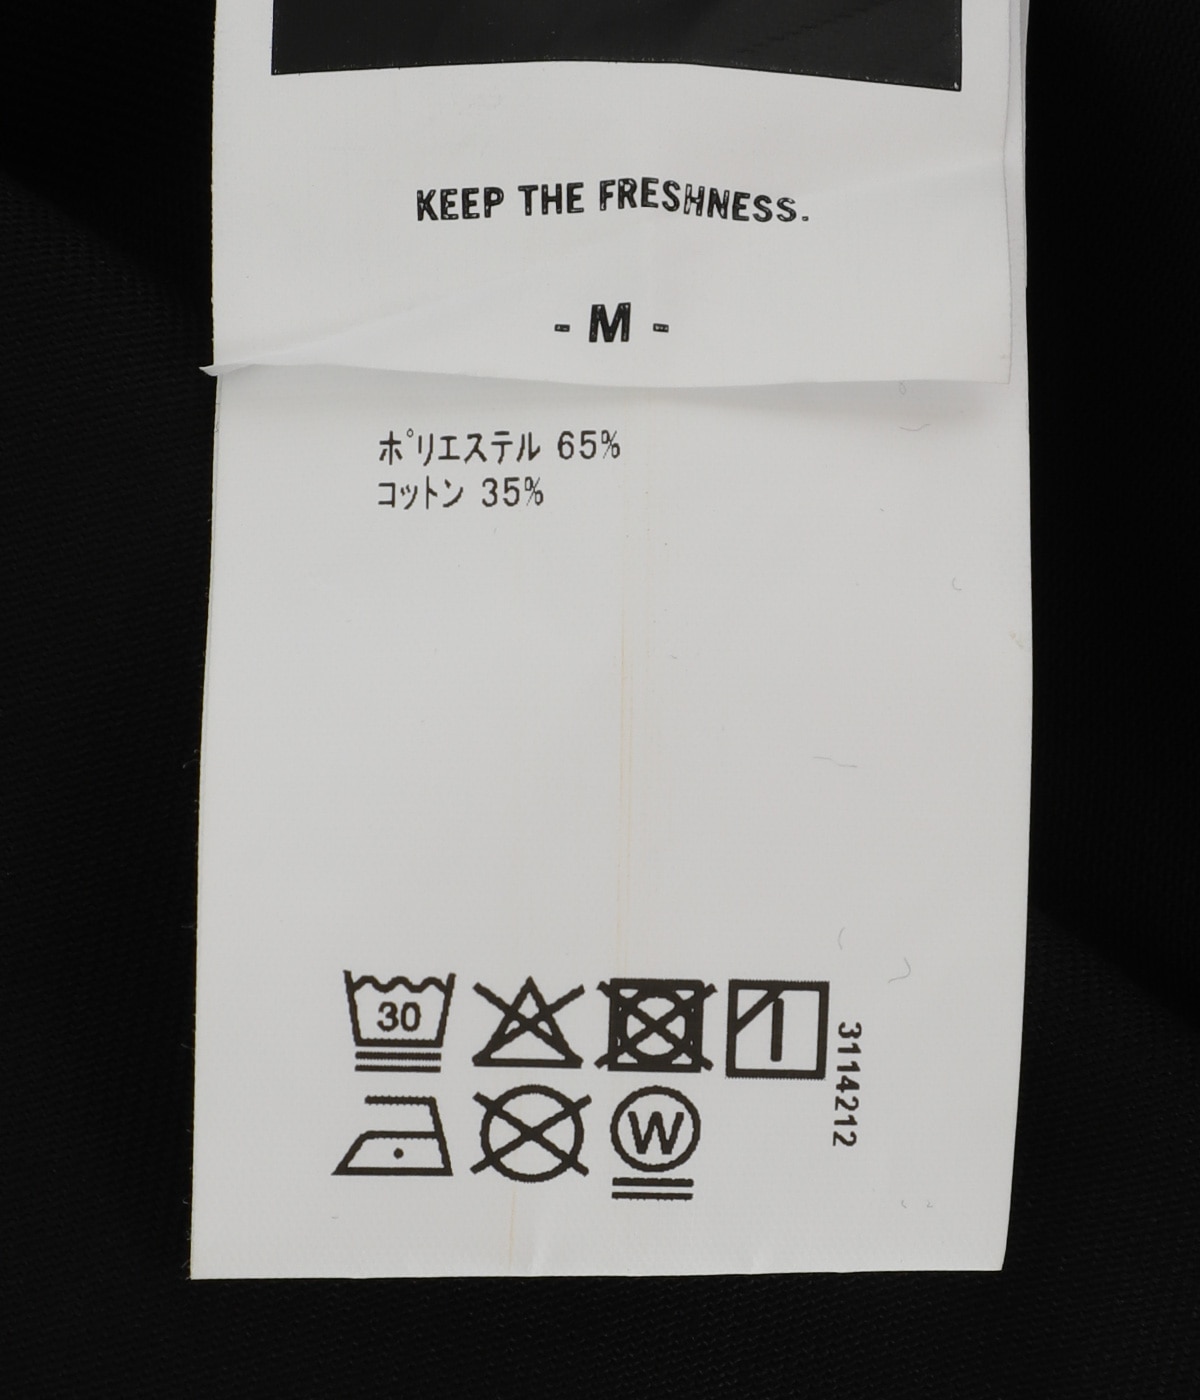 KEEP THE FRESHNESS.
- M -
ポリエステル 65%
コットン 35%
30
W
3114212